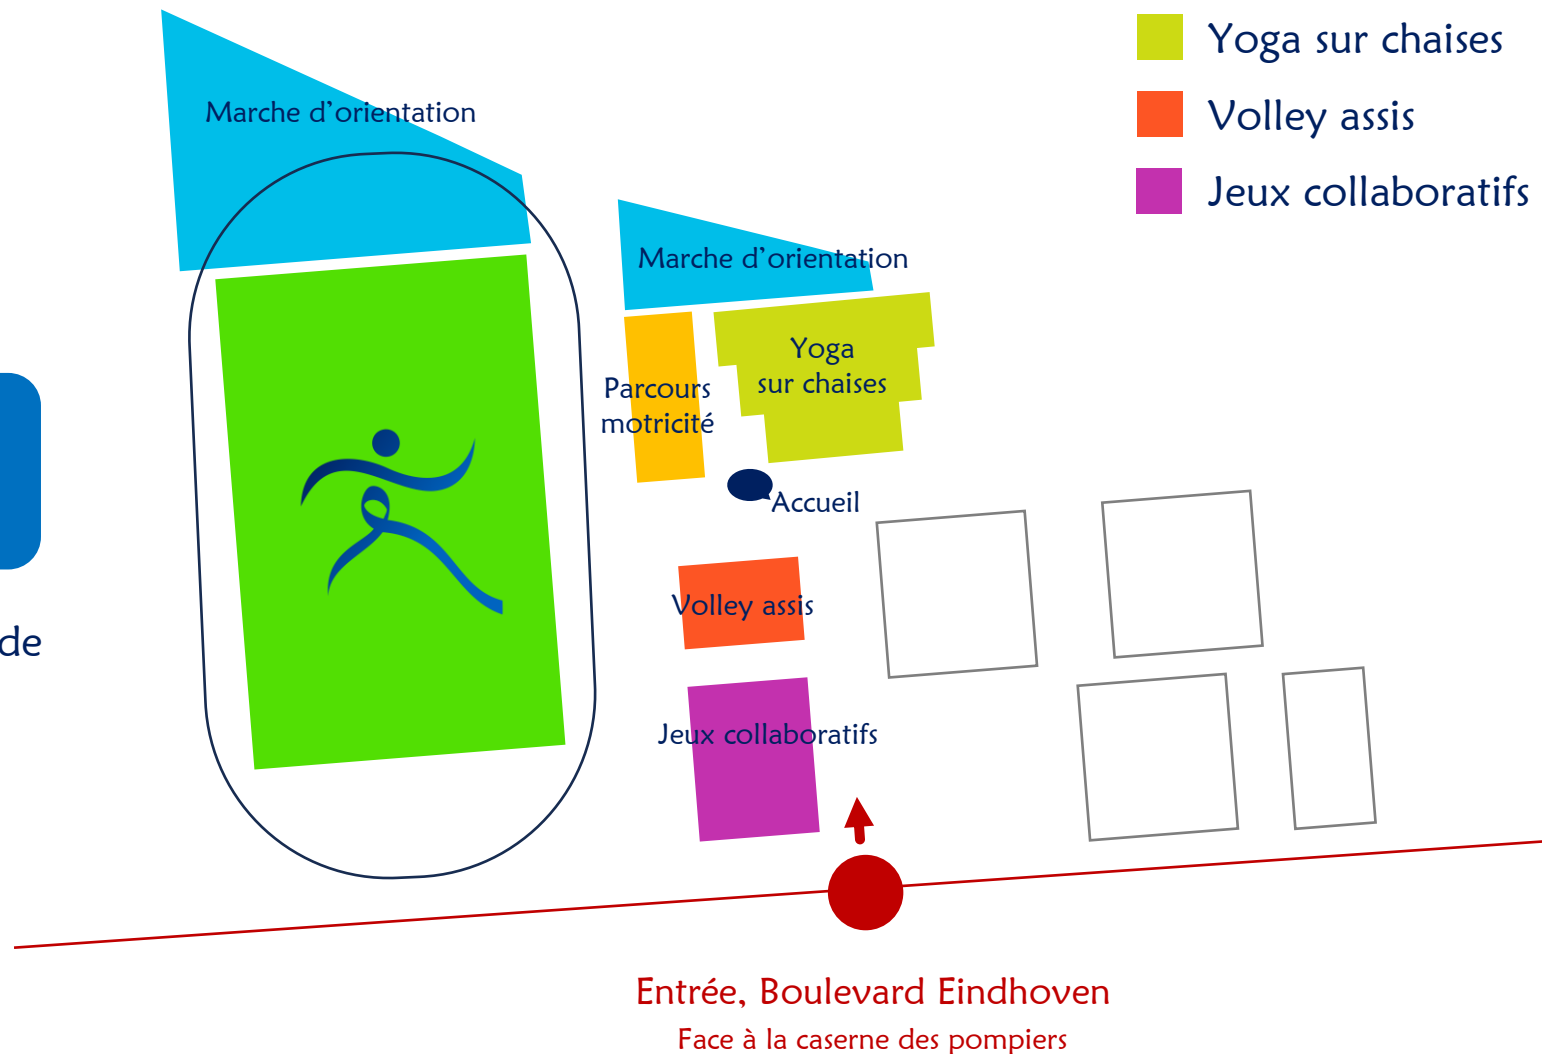 Yoga sur chaises
Volley assis
Jeux collaboratifs
Marche d'orientation
Marche d'orientation
Yoga
sur chaises
Parcours
motricité
Accueil
Volley assis
de
Jeux collaboratifs
Entrée, Boulevard Eindhoven
Face à la caserne des pompiers